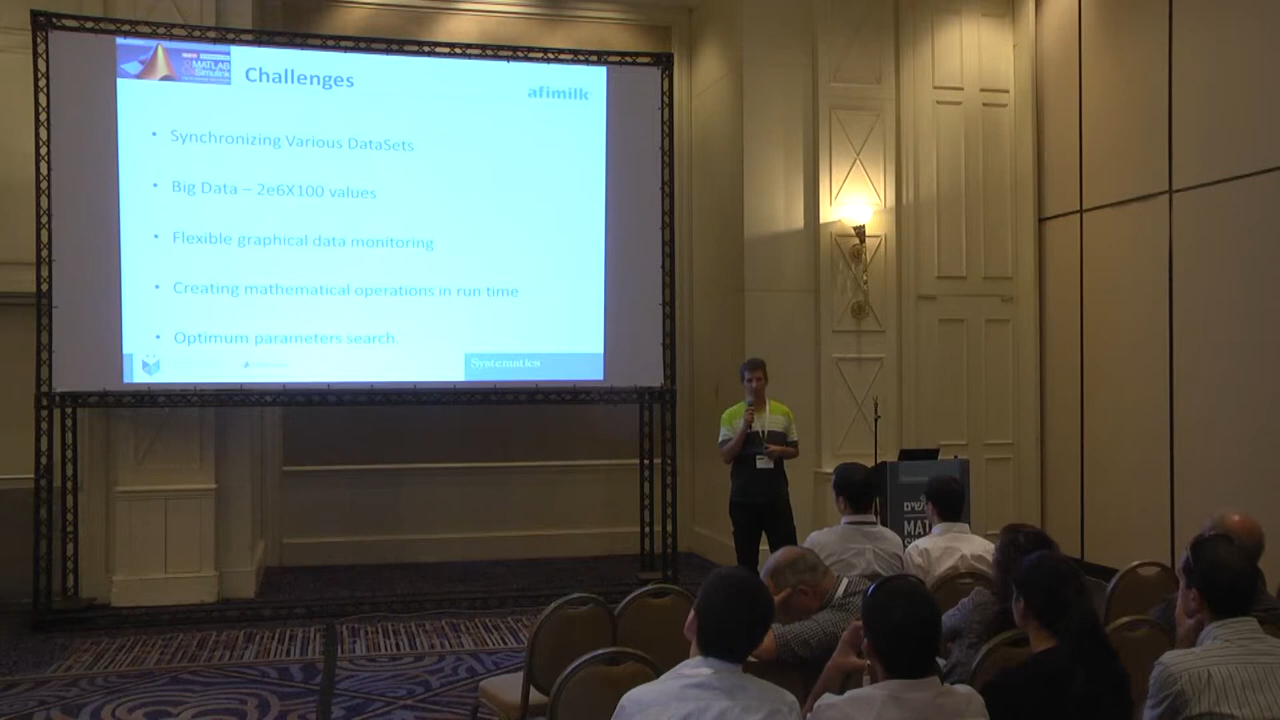 MATLAB
Simulink
Challenges
afimilk
• Synchronizing Various DataSets
• Big Data – 2e6X100 values
• Flexible graphical data monitoring
• Creating mathematical operations in run time
• Optimum parameters search.
Systematics